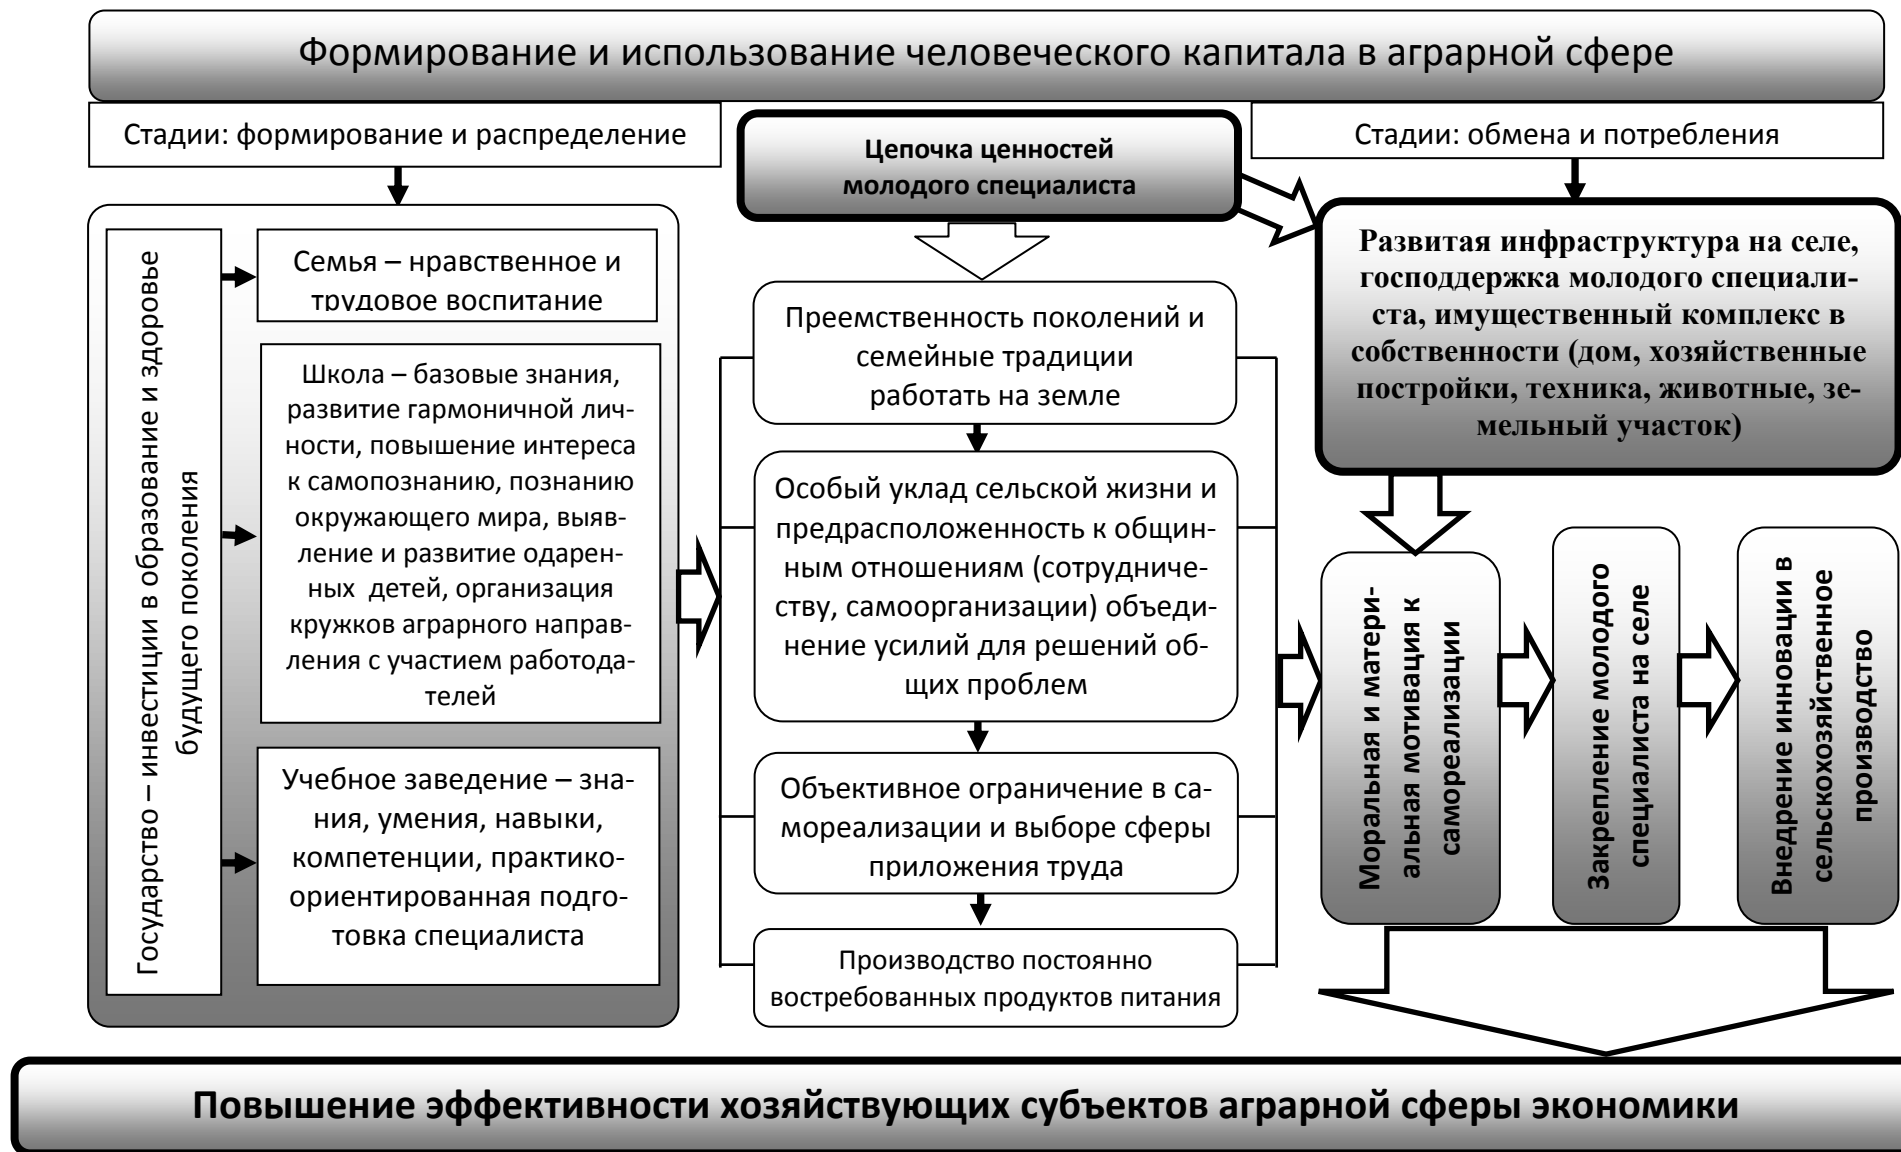 Формирование и использование человеческого капитала в аграрной сфере
Стадии: формирование и распределение
Цепочка ценностей
молодого специалиста
Стадии: обмена и потребления
Государство – инвестиции в образование и здоровье
будущего поколения
Семья – нравственное и
трудовое воспитание
Школа – базовые знания,
развитие гармоничной лич-
ности, повышение интереса
к самопознанию, познанию
окружающего мира, выяв-
ление и развитие одарен-
ных детей, организация
кружков аграрного направ-
ления с участием работода-
телей
Учебное заведение – зна-
ния, умения, навыки,
компетенции, практико-
ориентированная подго-
товка специалиста
Преемственность поколений и
семейные традиции
работать на земле
Особый уклад сельской жизни и
предрасположенность к общин-
ным отношениям (сотрудниче-
ству, самоорганизации) объеди-
нение усилий для решений об-
щих проблем
Объективное ограничение в са-
мореализации и выборе сферы
приложения труда
Производство постоянно
востребованных продуктов питания
Развитая инфраструктура на селе,
господдержка молодого специали-
ста, имущественный комплекс в
собственности (дом, хозяйственные
постройки, техника, животные, зе-
мельный участок)
Моральная и матери-
альная мотивация к
самореализации
Закрепление молодого
специалиста на селе
Внедрение инновации в
сельскохозяйственное
производство
Повышение эффективности хозяйствующих субъектов аграрной сферы экономики